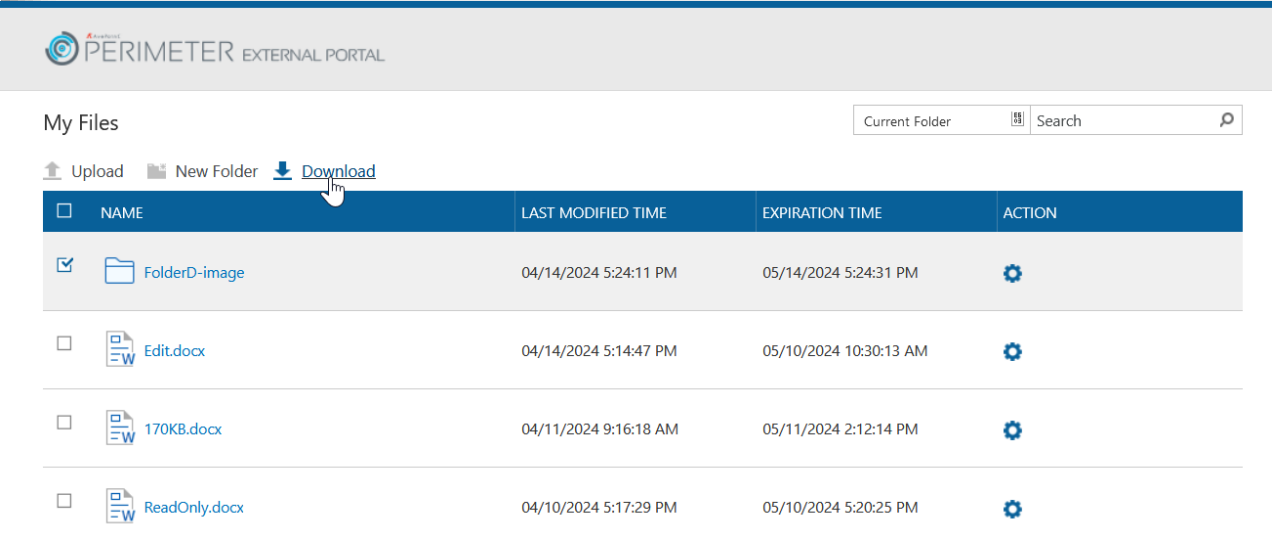 AvePoint
PERIMETER EXTERNAL PORTAL
My Files
Current Folder
Search
Upload
New Folder
Download
NAME LAST MODIFIED TIME EXPIRATION TIME ACTION
FolderD-image 04/14/2024 5:24:11 PM 05/14/2024 5:24:31 PM
W Edit.docx 04/14/2024 5:14:47 PM 05/10/2024 10:30:13 AM
W 170KB.docx 04/11/2024 9:16:18 AM 05/11/2024 2:12:14 PM
W ReadOnly.docx 04/10/2024 5:17:29 PM 05/10/2024 5:20:25 PM